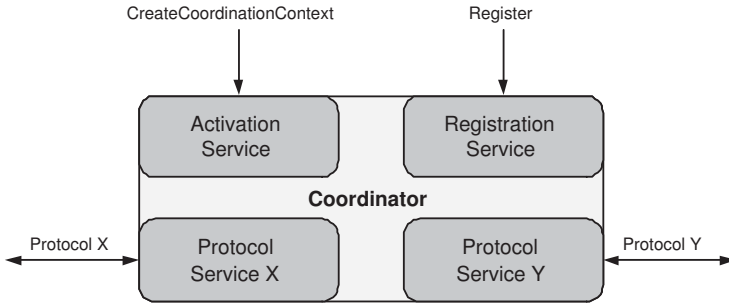 CreateCoordinationContext
Register
Activation
Service
Registration
Service
Coordinator
Protocol X
Protocol
Service X
Protocol
Service Y
Protocol Y